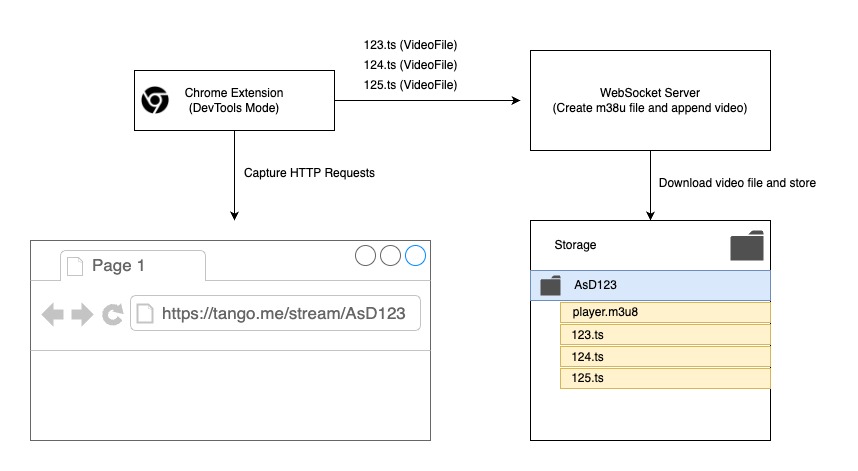 123.ts (VideoFile)
124.ts (VideoFile)
125.ts (VideoFile)
Chrome Extension
(DevTools Mode)
WebSocket Server
(Create m38u file and append video)
Capture HTTP Requests
Download video file and store
Page 1
https://tango.me/stream/AsD123
Storage
AsD123
player.m3u8
123.ts
124.ts
125.ts